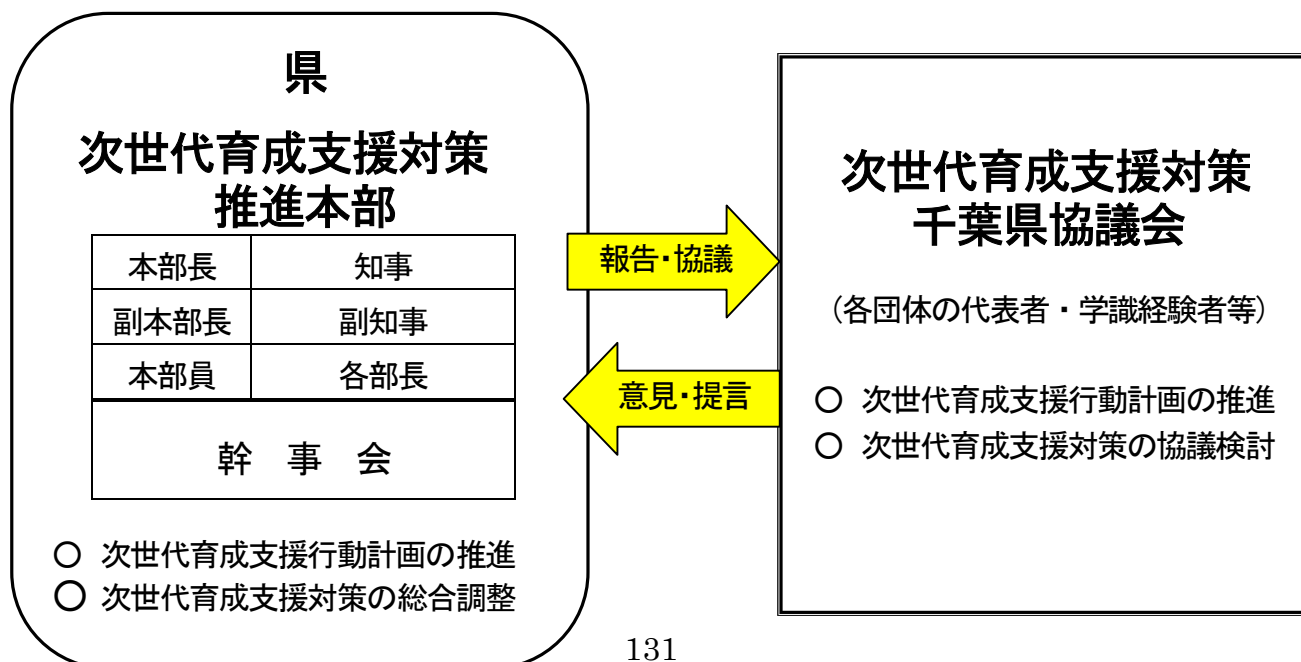 県
次世代育成支援対策
推進本部
本部長 知事
副本部長 副知事
本部員 各部長
幹 事 会
○ 次世代育成支援行動計画の推進
○ 次世代育成支援対策の総合調整
報告・協議
意見・提言
次世代育成支援対策
千葉県協議会
（各団体の代表者・学識経験者等）
○ 次世代育成支援行動計画の推進
○ 次世代育成支援対策の協議検討
131